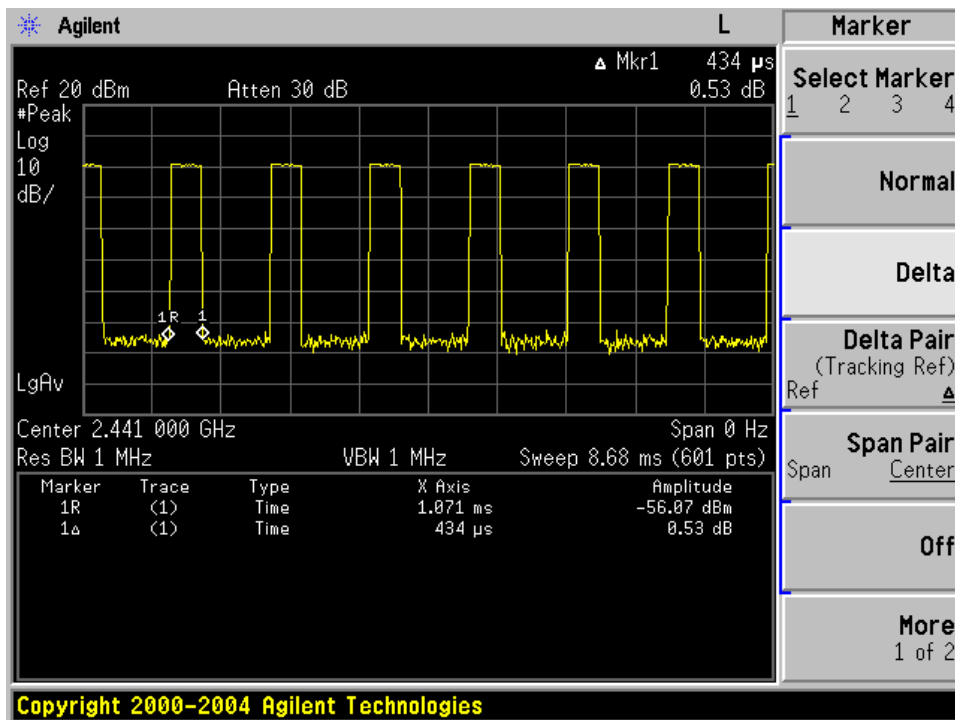 Agilent L
Marker
Δ Mkr1 434 µs
Ref 20 dBm Atten 30 dB 0.53 dB
#Peak
Log
10
dB/
1R 1
LgAv
Center 2.441 000 GHz Span 0 Hz
Res BW 1 MHz VBW 1 MHz Sweep 8.68 ms (601 pts)
Marker Trace Type X Axis Amplitude
1R (1) Time 1.071 ms -56.07 dBm
1Δ (1) Time 434 µs 0.53 dB
Select Marker
1 2 3 4
Normal
Delta
Delta Pair
(Tracking Ref)
Ref Δ
Span Pair
Span Center
Off
More
1 of 2
Copyright 2000-2004 Agilent Technologies